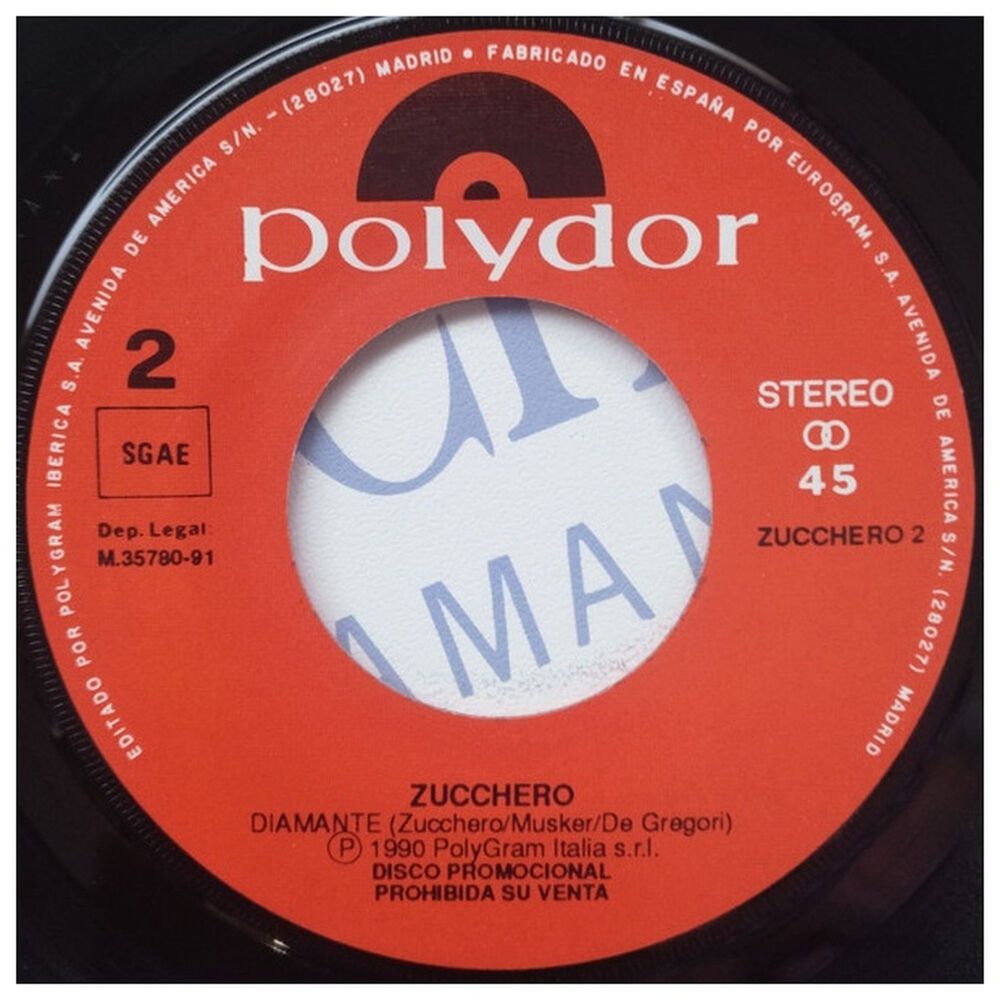 EDITADO POR POLYGRAM IBERICA S.A. AVENIDA DE AMERICA S/N. - (28027) MADRID • FABRICADO EN ESPAÑA POR EUROGRAM, S.A. AVENIDA DE AMERICA S/N. (28027) MADRID
polydor
2
SGAE
Dep. Legal:
M.35780-91
STEREO
45
ZUCCHERO 2
AMAN
ZUCCHERO
DIAMANTE (Zucchero/Musker/De Gregori)
Ⓟ 1990 PolyGram Italia s.r.l.
DISCO PROMOCIONAL
PROHIBIDA SU VENTA